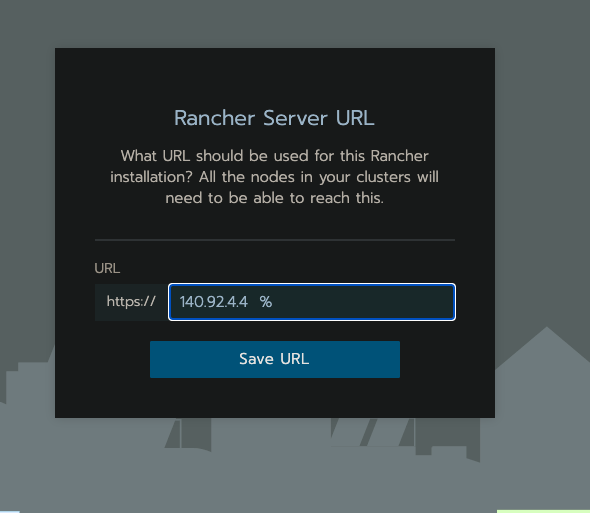 Rancher Server URL
What URL should be used for this Rancher
installation? All the nodes in your clusters will
need to be able to reach this.
URL
https:// 140.92.4.4 %
Save URL